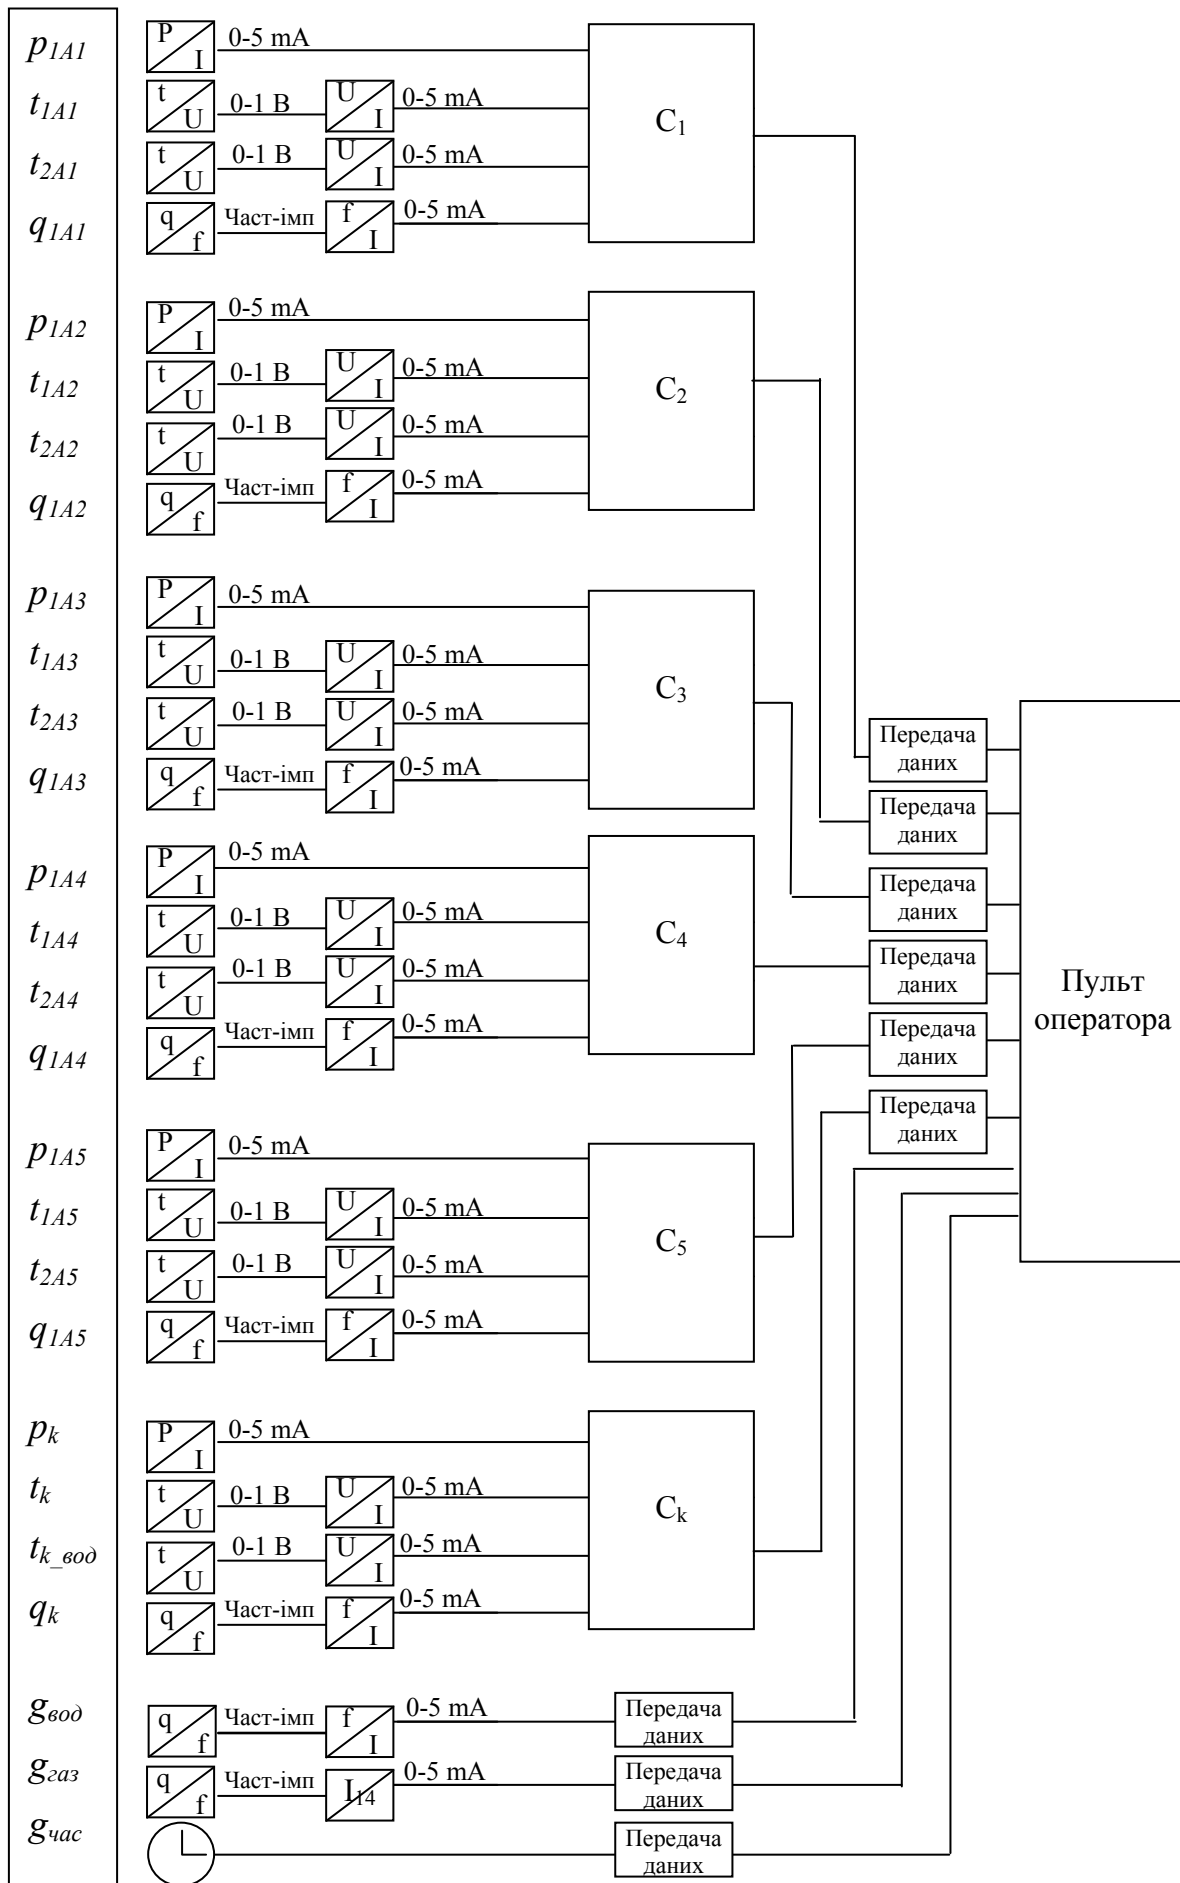 p1A1 P I 0-5 mA
t1A1 t U 0-1 В U I 0-5 mA
C1
t2A1 t U 0-1 В U I 0-5 mA
q1A1 q f Част-імп f I 0-5 mA
p1A2 P I 0-5 mA
t1A2 t U 0-1 В U I 0-5 mA
C2
t2A2 t U 0-1 В U I 0-5 mA
q1A2 q f Част-імп f I 0-5 mA
p1A3 P I 0-5 mA
t1A3 t U 0-1 В U I 0-5 mA
C3
t2A3 t U 0-1 В U I 0-5 mA
q1A3 q f Част-імп f I 0-5 mA
p1A4 P I 0-5 mA
t1A4 t U 0-1 В U I 0-5 mA
C4
t2A4 t U 0-1 В U I 0-5 mA
q1A4 q f Част-імп f I 0-5 mA
p1A5 P I 0-5 mA
t1A5 t U 0-1 В U I 0-5 mA
C5
t2A5 t U 0-1 В U I 0-5 mA
q1A5 q f Част-імп f I 0-5 mA
pk P I 0-5 mA
tk t U 0-1 В U I 0-5 mA
Ck
tk_вод t U 0-1 В U I 0-5 mA
qk q f Част-імп f I 0-5 mA
gвод q f Част-імп f I 0-5 mA
Передача
даних
gгаз q f Част-імп I14 0-5 mA
Передача
даних
gчас
Передача
даних
Передача
даних
Передача
даних
Передача
даних
Передача
даних
Передача
даних
Передача
даних
Пульт
оператора